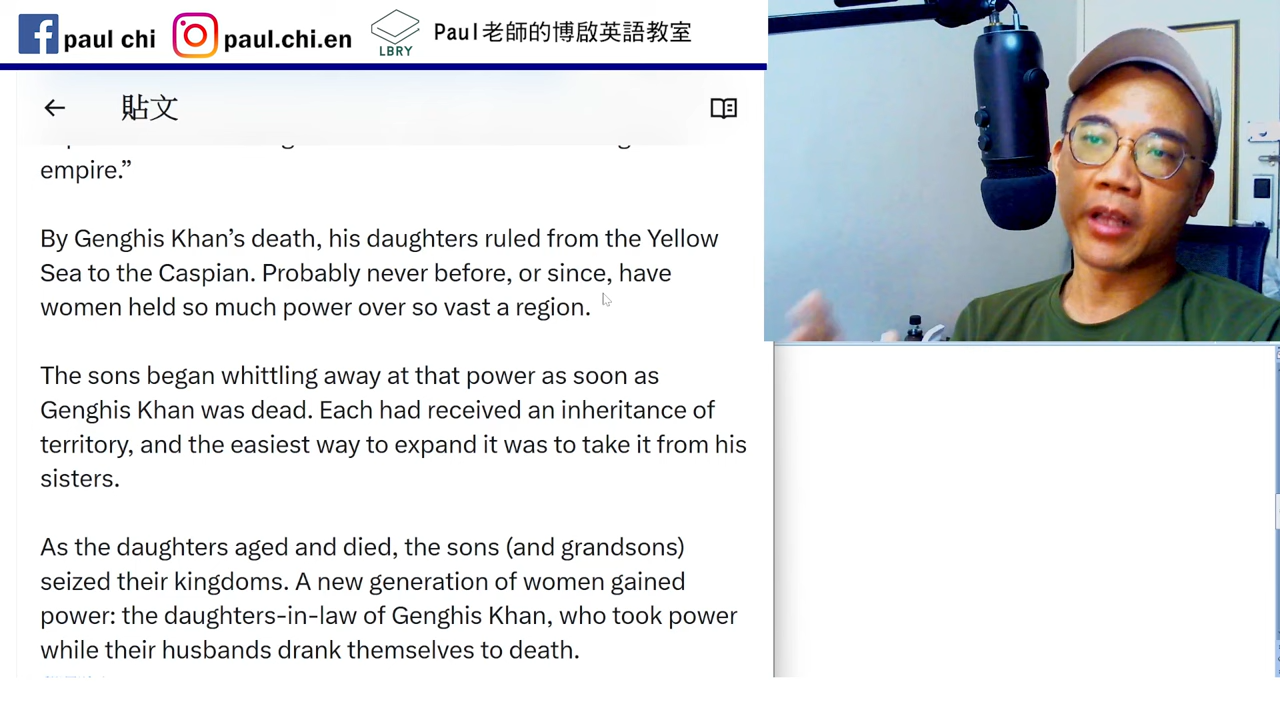 paul chi
paul.chi.en
LBRY
Paul老師的博啟英語教室
貼文
empire.”
By Genghis Khan’s death, his daughters ruled from the Yellow
Sea to the Caspian. Probably never before, or since, have
women held so much power over so vast a region.
The sons began whittling away at that power as soon as
Genghis Khan was dead. Each had received an inheritance of
territory, and the easiest way to expand it was to take it from his
sisters.
As the daughters aged and died, the sons (and grandsons)
seized their kingdoms. A new generation of women gained
power: the daughters-in-law of Genghis Khan, who took power
while their husbands drank themselves to death.